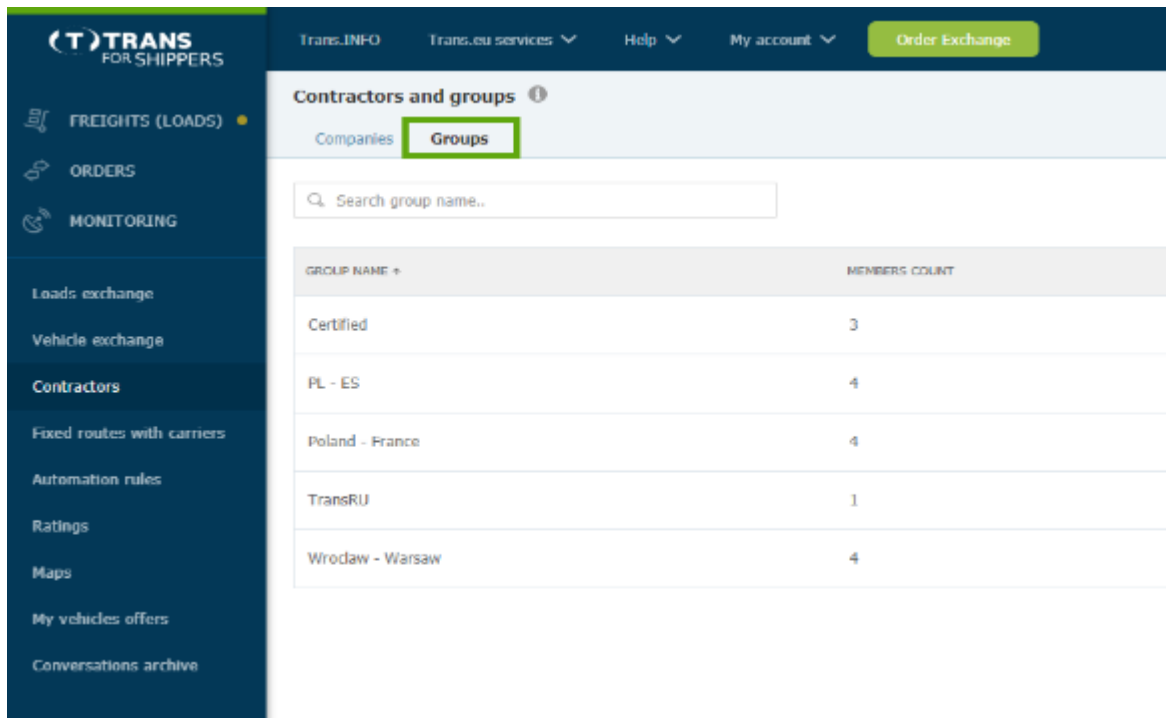 (T) TRANS
FOR SHIPPERS
Trans.INFO
Trans.eu services
Help
My account
Order Exchange
FREIGHTS (LOADS)
ORDERS
MONITORING
Loads exchange
Vehicle exchange
Contractors
Fixed routes with carriers
Automation rules
Ratings
Maps
My vehicles offers
Conversations archive
Contractors and groups
Companies
Groups
Search group name..
GROUP NAME MEMBERS COUNT
Certified 3
PL - ES 4
Poland - France 4
TransRU 1
Wroclaw - Warsaw 4